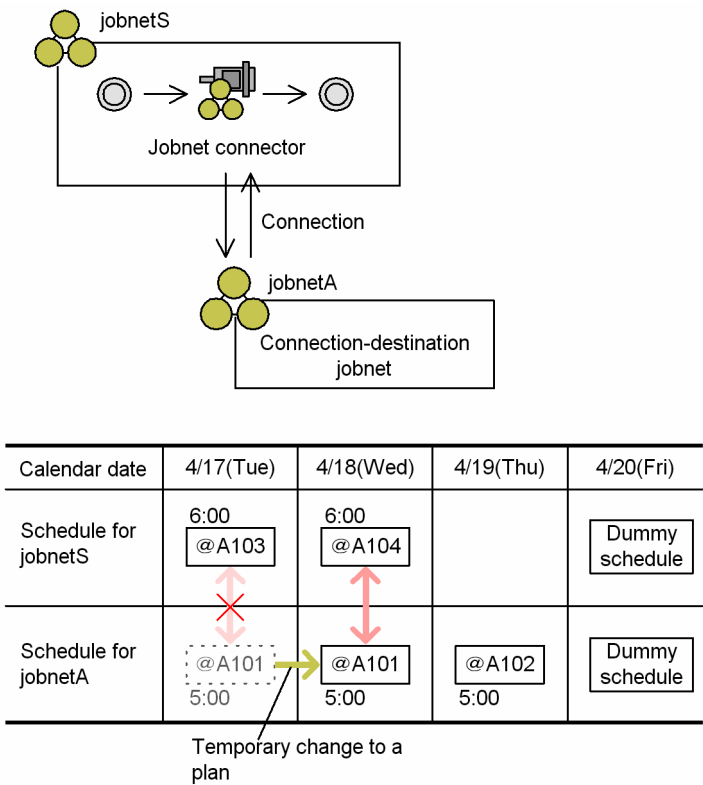 jobnetS
Jobnet connector
Connection
jobnetA
Connection-destination
jobnet
Calendar date 4/17(Tue) 4/18(Wed) 4/19(Thu) 4/20(Fri)
6:00 6:00
Schedule for
jobnetS
@A103 @A104
Dummy
schedule
Schedule for
jobnetA
@A101 @A101 @A102
Dummy
schedule
5:00 5:00 5:00
Temporary change to a
plan